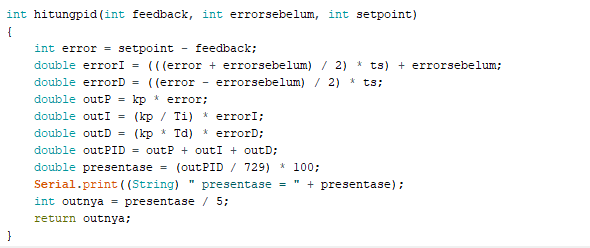 int hitungpid(int feedback, int errorsebelum, int setpoint)
{
    int error = setpoint - feedback;
    double errorI = (((error + errorsebelum) / 2) * ts) + errorsebelum;
    double errorD = ((error - errorsebelum) / 2) * ts;
    double outP = kp * error;
    double outI = (kp / Ti) * errorI;
    double outD = (kp * Td) * errorD;
    double outPID = outP + outI + outD;
    double presentase = (outPID / 729) * 100;
    Serial.print((String) " presentase = " + presentase);
    int outnya = presentase / 5;
    return outnya;
}